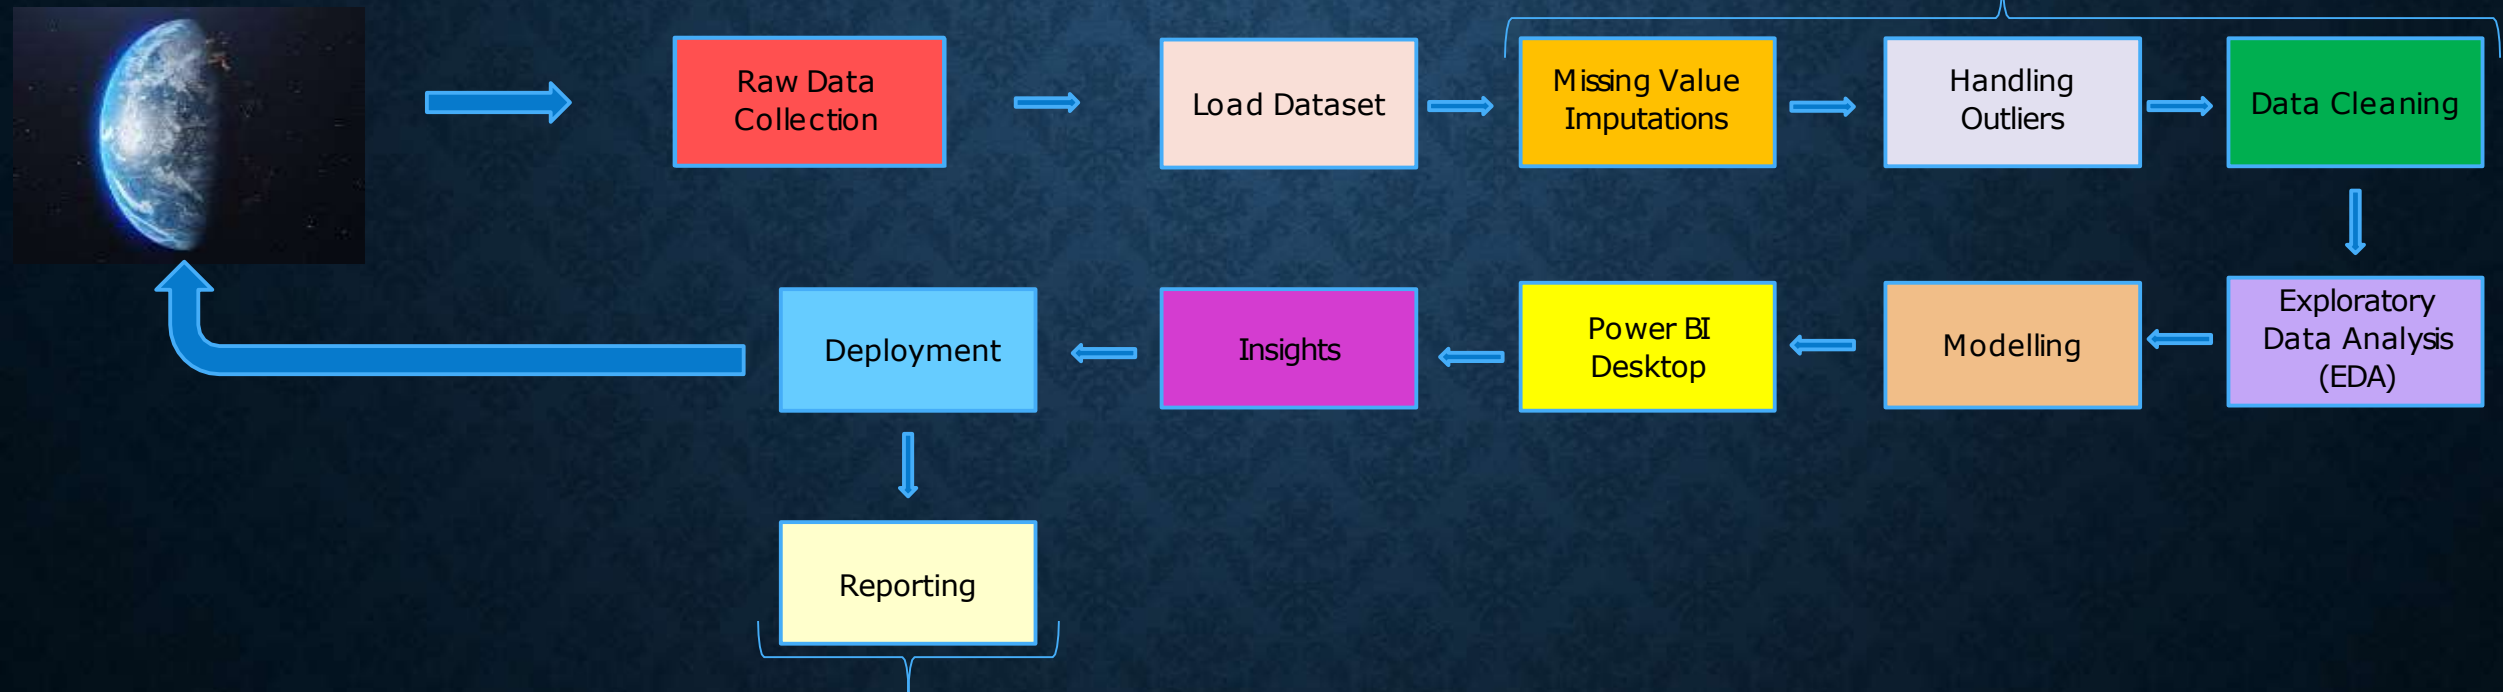 Raw Data
Collection
Load Dataset
Missing Value
Imputations
Handling
Outliers
Data Cleaning
Exploratory
Data Analysis
(EDA)
Modelling
Power BI
Desktop
Insights
Deployment
Reporting